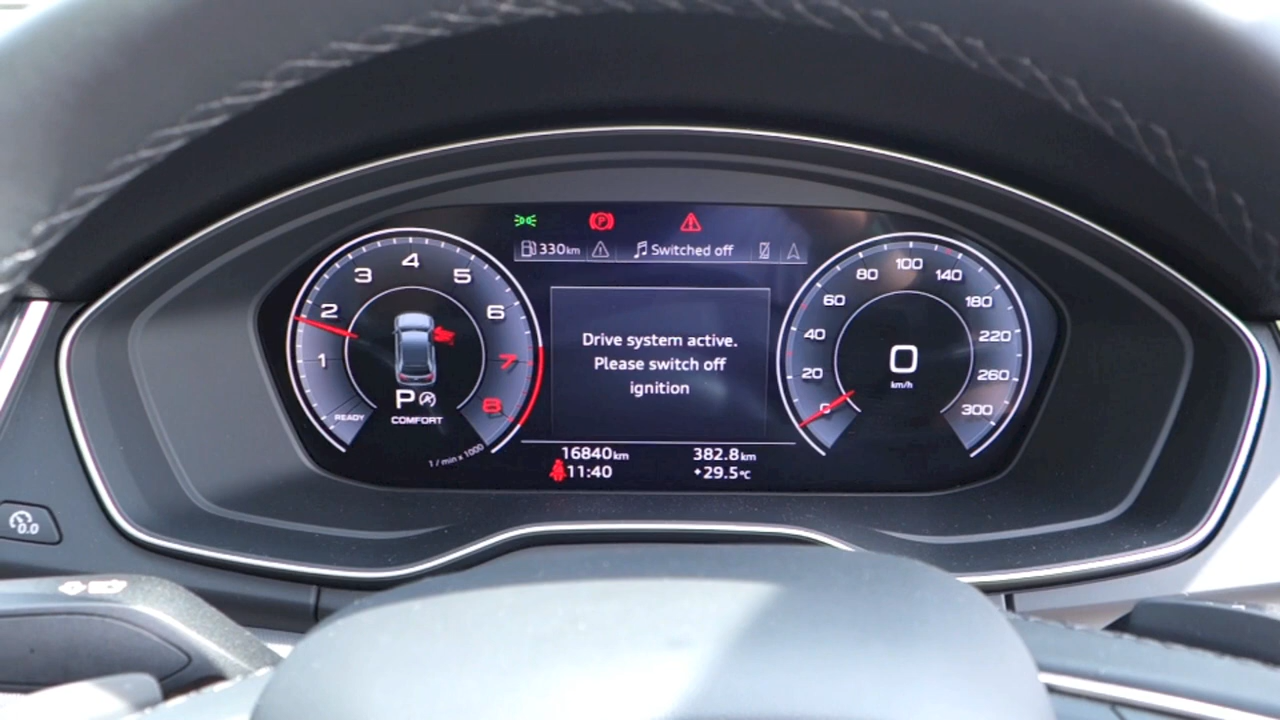 330km
Switched off
1
2
3
4
5
6
7
8
READY
P
COMFORT
1 / min x 1000
Drive system active.
Please switch off
ignition
0
20
40
60
80
100
140
180
220
260
300
0
km/h
16840km
382.8km
11:40
+29.5°C
0.0